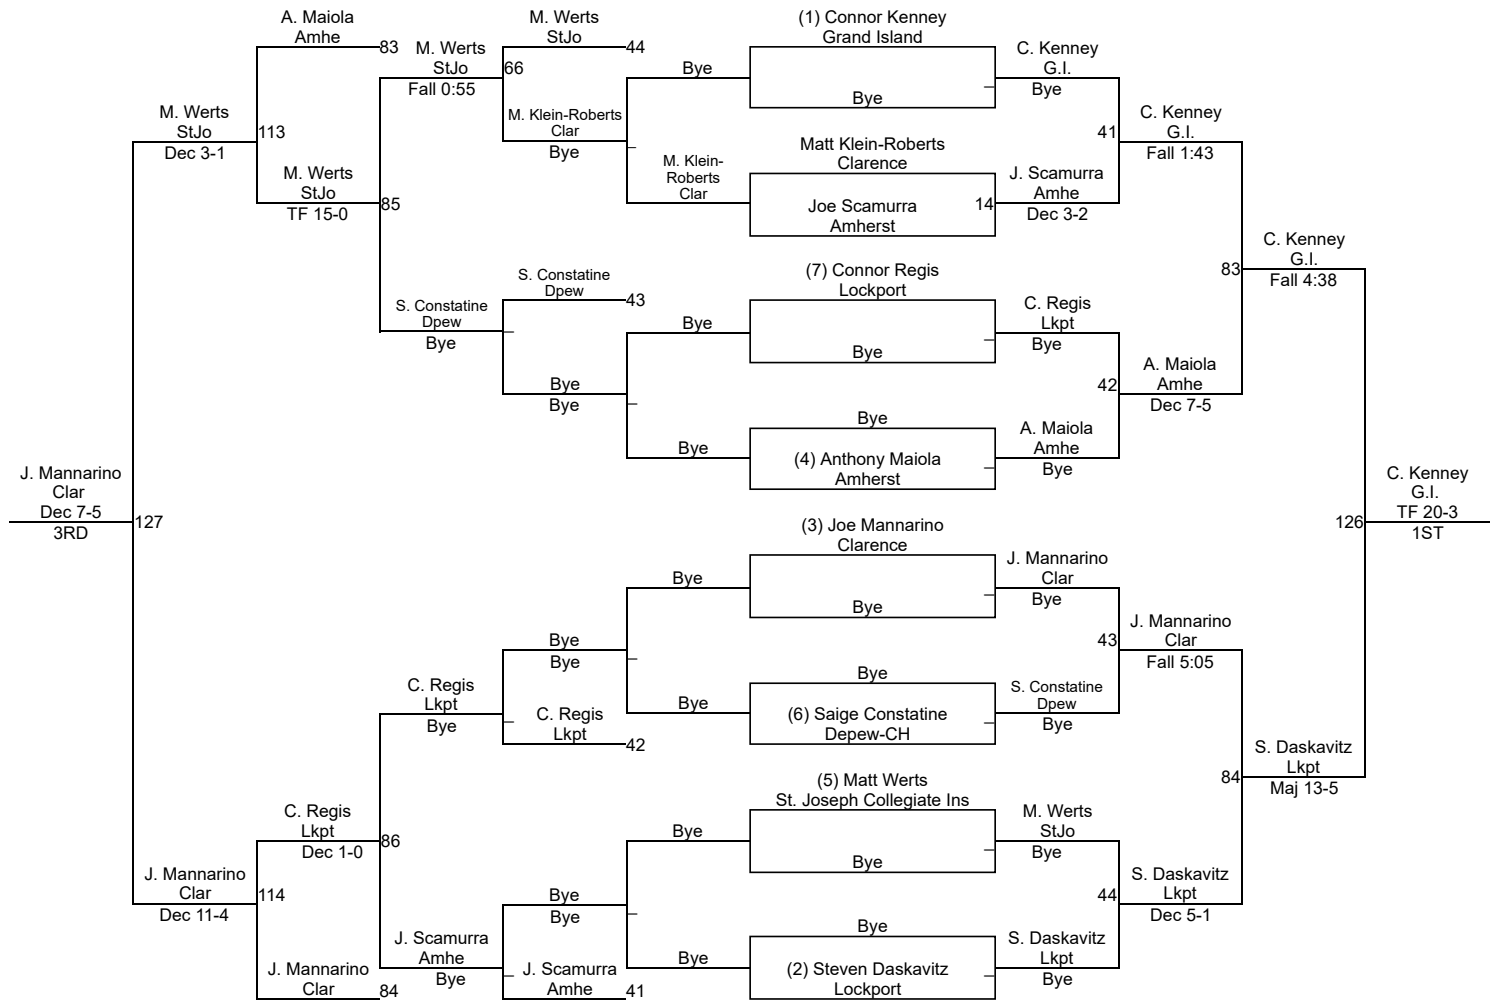 A. Maiola
Amhe
83
M. Werts
StJo
Fall 0:55
M. Werts
StJo
44
66
M. Klein-Roberts
Clar
Bye
M. Werts
StJo
Dec 3-1
113
M. Werts
StJo
TF 15-0
85
Bye
M. Klein-
Roberts
Clar
S. Constatine
Dpew
Bye
S. Constatine
Dpew
43
Bye
Bye
Bye
Bye
(1) Connor Kenney
Grand Island
Bye
Matt Klein-Roberts
Clarence
Joe Scamurra
Amherst
14
(7) Connor Regis
Lockport
Bye
Bye
(4) Anthony Maiola
Amherst
C. Kenney
G.I.
Bye
41
J. Scamurra
Amhe
Dec 3-2
C. Kenney
G.I.
Fall 1:43
C. Regis
Lkpt
Bye
42
A. Maiola
Amhe
Bye
A. Maiola
Amhe
Dec 7-5
83
C. Kenney
G.I.
Fall 4:38
J. Mannarino
Clar
Dec 7-5
3RD
127
126
C. Kenney
G.I.
TF 20-3
1ST
(3) Joe Mannarino
Clarence
Bye
Bye
(6) Saige Constatine
Depew-CH
(5) Matt Werts
St. Joseph Collegiate Ins
Bye
Bye
(2) Steven Daskavitz
Lockport
Bye
Bye
Bye
Bye
Bye
Bye
C. Regis
Lkpt
Bye
C. Regis
Lkpt
42
C. Regis
Lkpt
Dec 1-0
86
J. Mannarino
Clar
Dec 11-4
114
J. Mannarino
Clar
84
J. Scamurra
Amhe
Bye
Bye
Bye
J. Scamurra
Amhe
41
J. Mannarino
Clar
Bye
43
S. Constatine
Dpew
Bye
J. Mannarino
Clar
Fall 5:05
M. Werts
StJo
Bye
44
S. Daskavitz
Lkpt
Bye
S. Daskavitz
Lkpt
Dec 5-1
84
S. Daskavitz
Lkpt
Maj 13-5